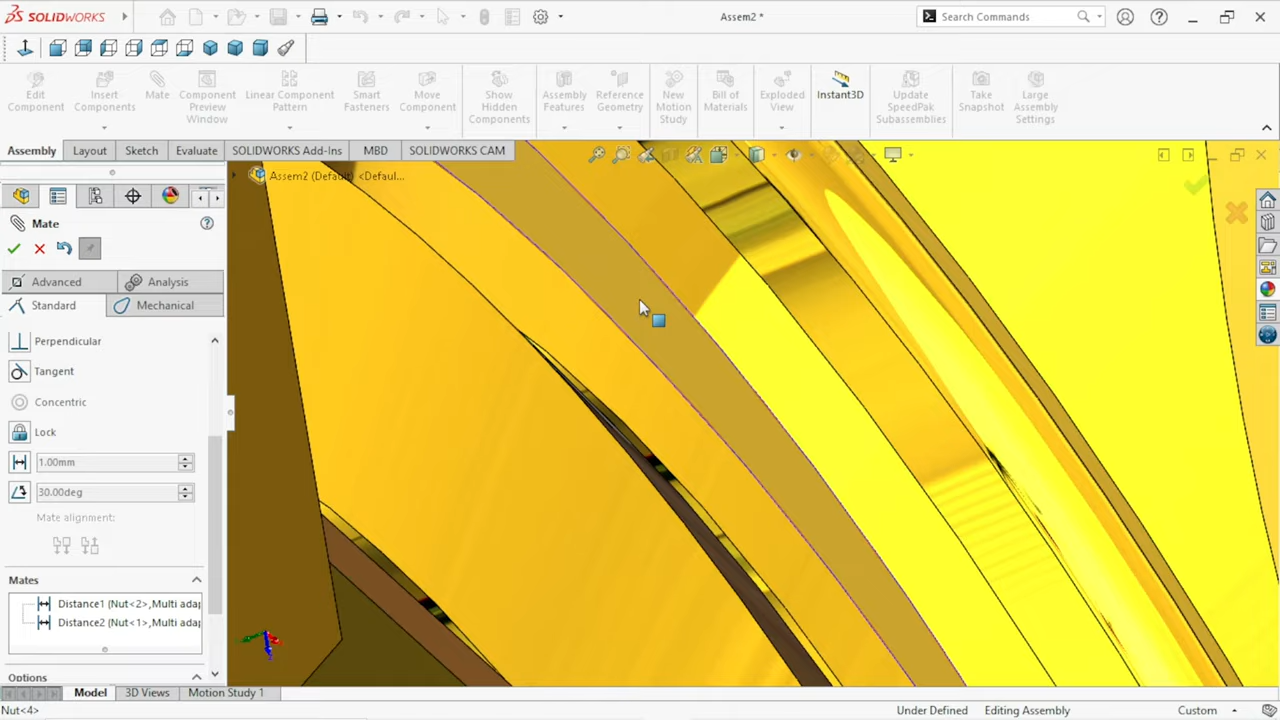 SOLIDWORKS
Assem2 *
Search Commands
Edit Component
Insert Components
Mate
Component Preview Window
Linear Component Pattern
Smart Fasteners
Move Component
Show Hidden Components
Assembly Features
Reference Geometry
New Motion Study
Bill of Materials
Exploded View
Instant3D
Update SpeedPak Subassemblies
Take Snapshot
Large Assembly Settings
Assembly
Layout
Sketch
Evaluate
SOLIDWORKS Add-Ins
MBD
SOLIDWORKS CAM
Assem2 (Default) <Defaul...
Mate
Advanced
Analysis
Standard
Mechanical
Perpendicular
Tangent
Concentric
Lock
1.00mm
30.00deg
Mate alignment:
Mates
Distance1 (Nut<2>,Multi adap
Distance2 (Nut<1>,Multi adap
Options
Model
3D Views
Motion Study 1
Nut<4>
Under Defined
Editing Assembly
Custom